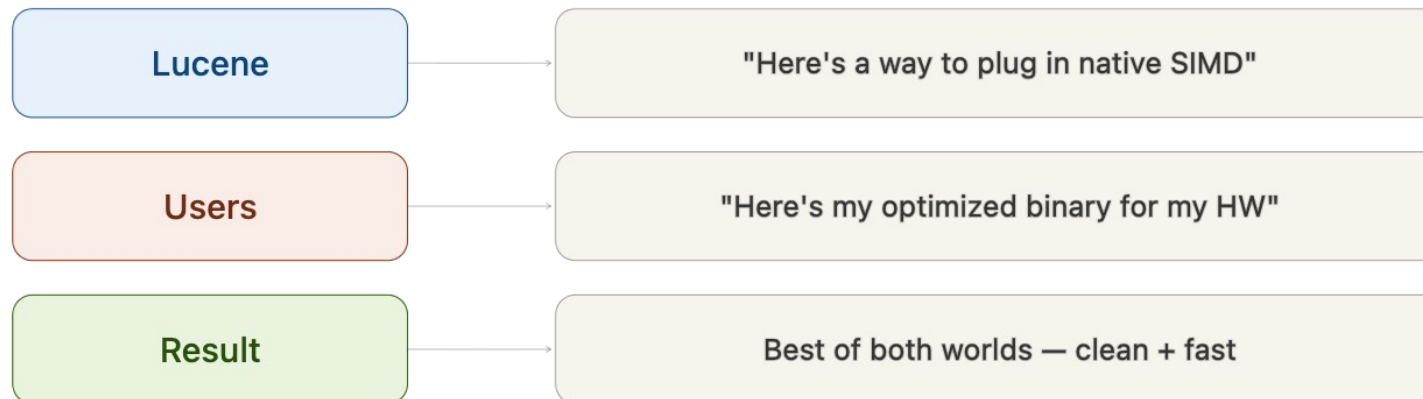 Lucene
"Here's a way to plug in native SIMD"
Users
"Here's my optimized binary for my HW"
Result
Best of both worlds — clean + fast